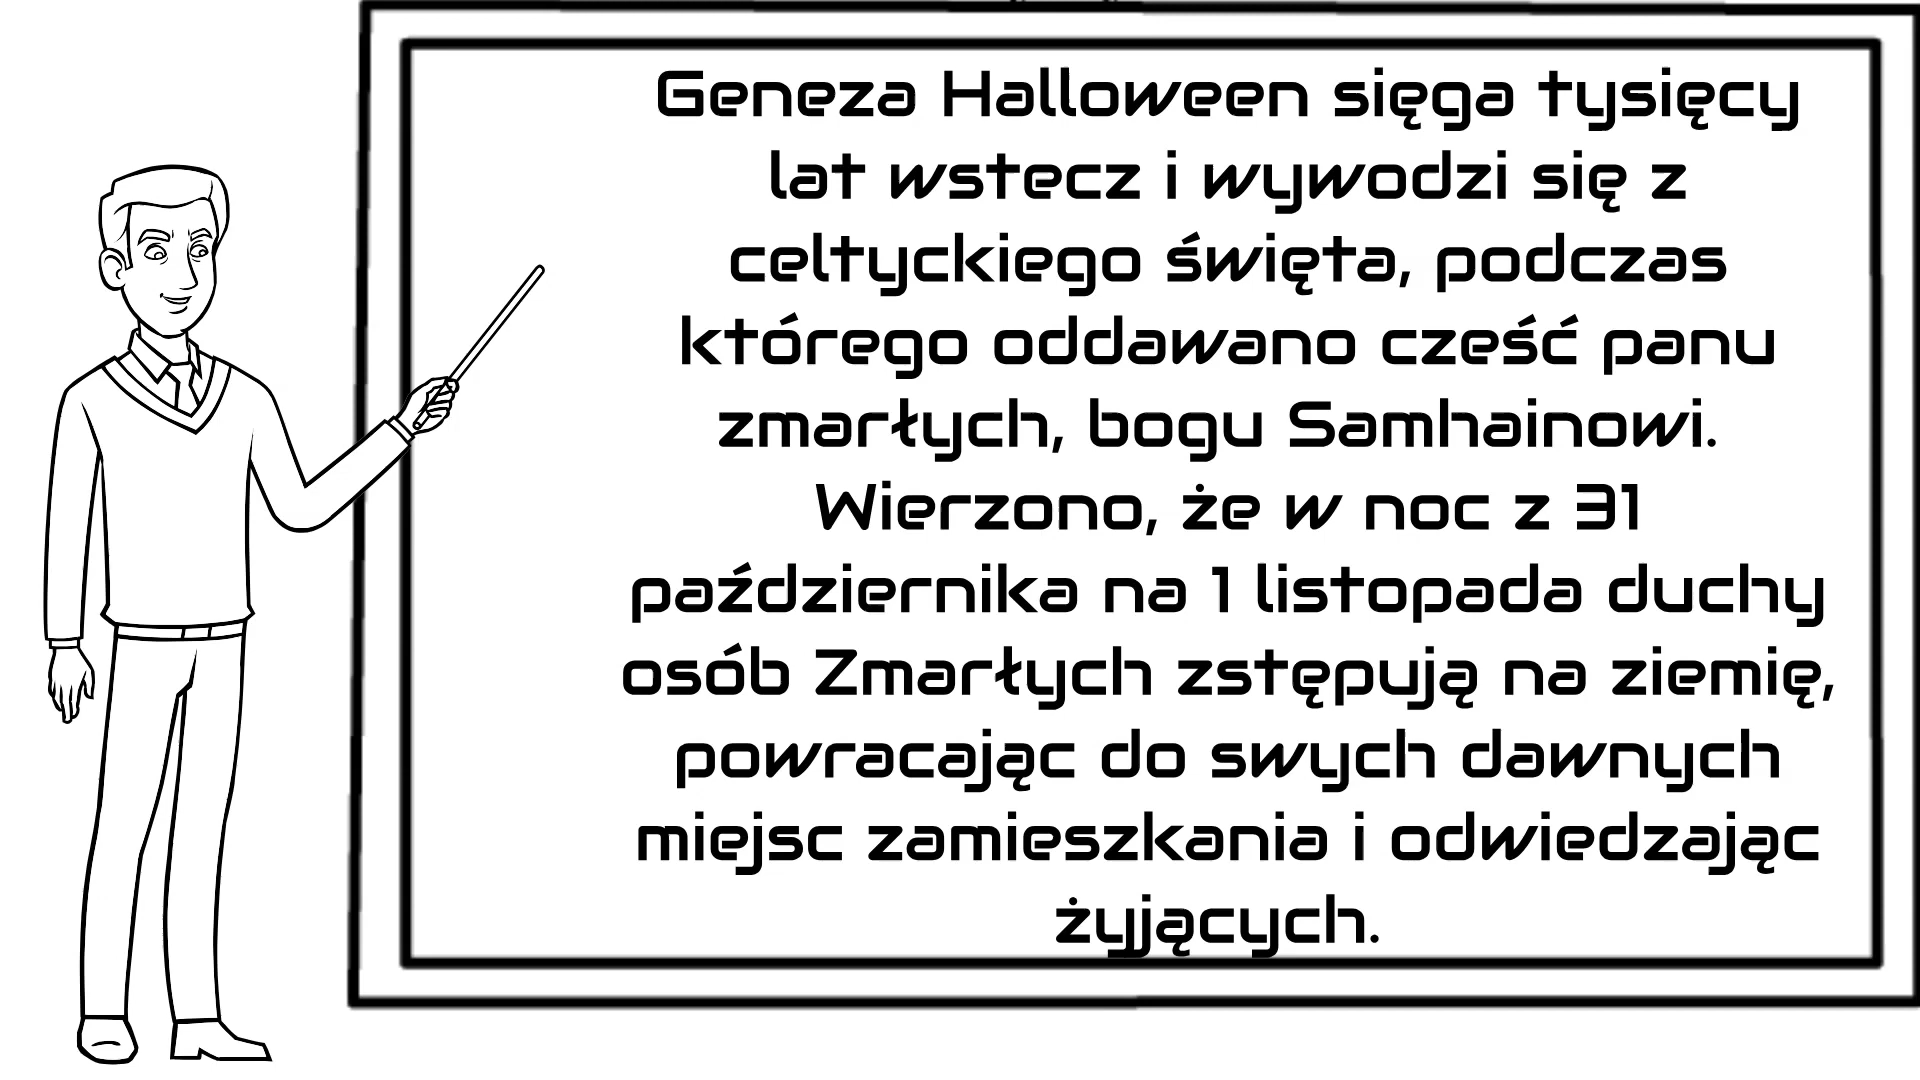 Geneza Halloween sięga tysięcy
lat wstecz i wywodzi się z
celtyckiego święta, podczas
którego oddawano cześć panu
zmarłych, bogu Samhainowi.
Wierzono, że w noc z 31
października na 1 listopada duchy
osób Zmarłych zstępują na ziemię,
powracając do swych dawnych
miejsc zamieszkania i odwiedzając
żyjących.